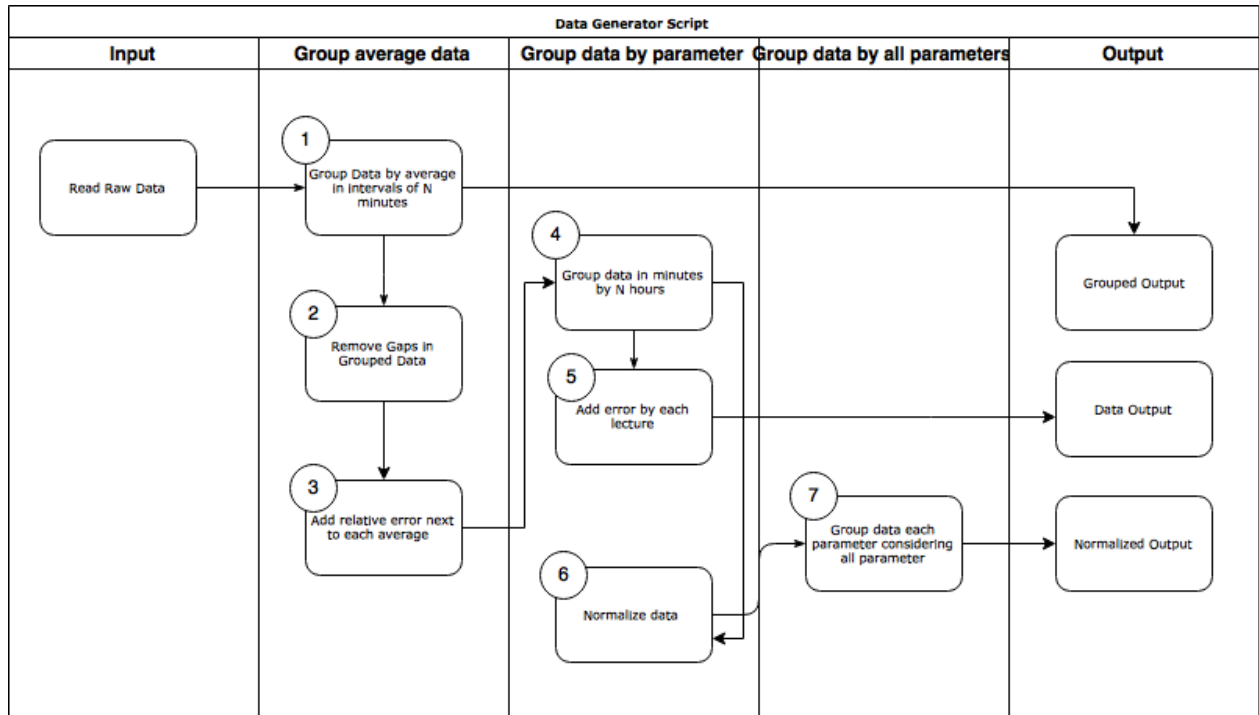 Data Generator Script
Input
Group average data
Group data by parameter
Group data by all parameters
Output
Read Raw Data
1
Group Data by average
in intervals of N
minutes
2
Remove Gaps in
Grouped Data
3
Add relative error next
to each average
4
Group data in minutes
by N hours
5
Add error by each
lecture
6
Normalize data
7
Group data each
parameter considering
all parameter
Grouped Output
Data Output
Normalized Output